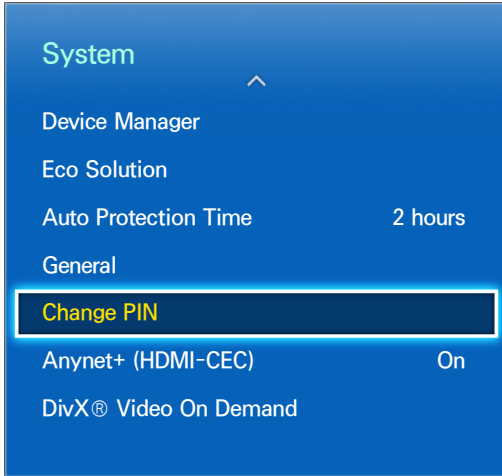 System
Device Manager
Eco Solution
Auto Protection Time 2 hours
General
Change PIN
Anynet+ (HDMI-CEC) On
DivX® Video On Demand